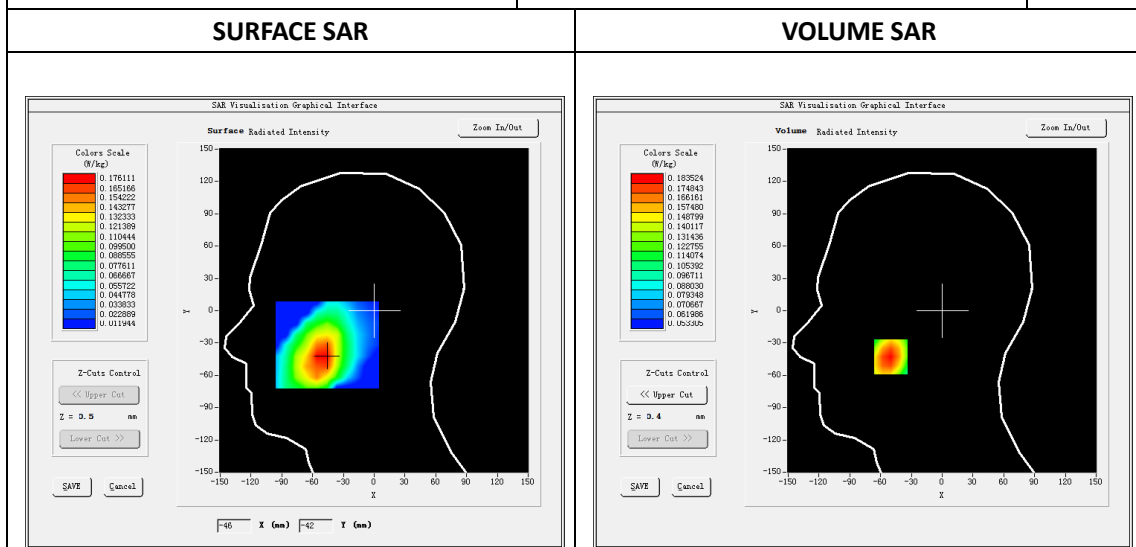 SURFACE SAR
VOLUME SAR
SAR Visualisation Graphical Interface
Surface Radiated Intensity
Zoom In/Out
Colors Scale
(W/kg)
0.176111
0.165166
0.154222
0.143277
0.132333
0.121389
0.110444
0.099500
0.088555
0.077611
0.066667
0.055722
0.044778
0.033833
0.022889
0.011944
150
120
90
60
30
0
-30
-60
-90
-120
-150
Y
-150 -120 -90 -60 -30 0 30 60 90 120 150
X
Z-Cuts Control
<< Upper Cut
Z = 0.5 mm
Lower Cut >>
SAVE Cancel
-46 X (mm) -42 Y (mm)
SAR Visualisation Graphical Interface
Volume Radiated Intensity
Zoom In/Out
Colors Scale
(W/kg)
0.183524
0.174843
0.166161
0.157480
0.148799
0.140117
0.131436
0.122755
0.114074
0.105392
0.096711
0.088030
0.079348
0.070667
0.061986
0.053305
150
120
90
60
30
0
-30
-60
-90
-120
-150
Y
-150 -120 -90 -60 -30 0 30 60 90 120 150
X
Z-Cuts Control
<< Upper Cut
Z = 0.4 mm
Lower Cut >>
SAVE Cancel